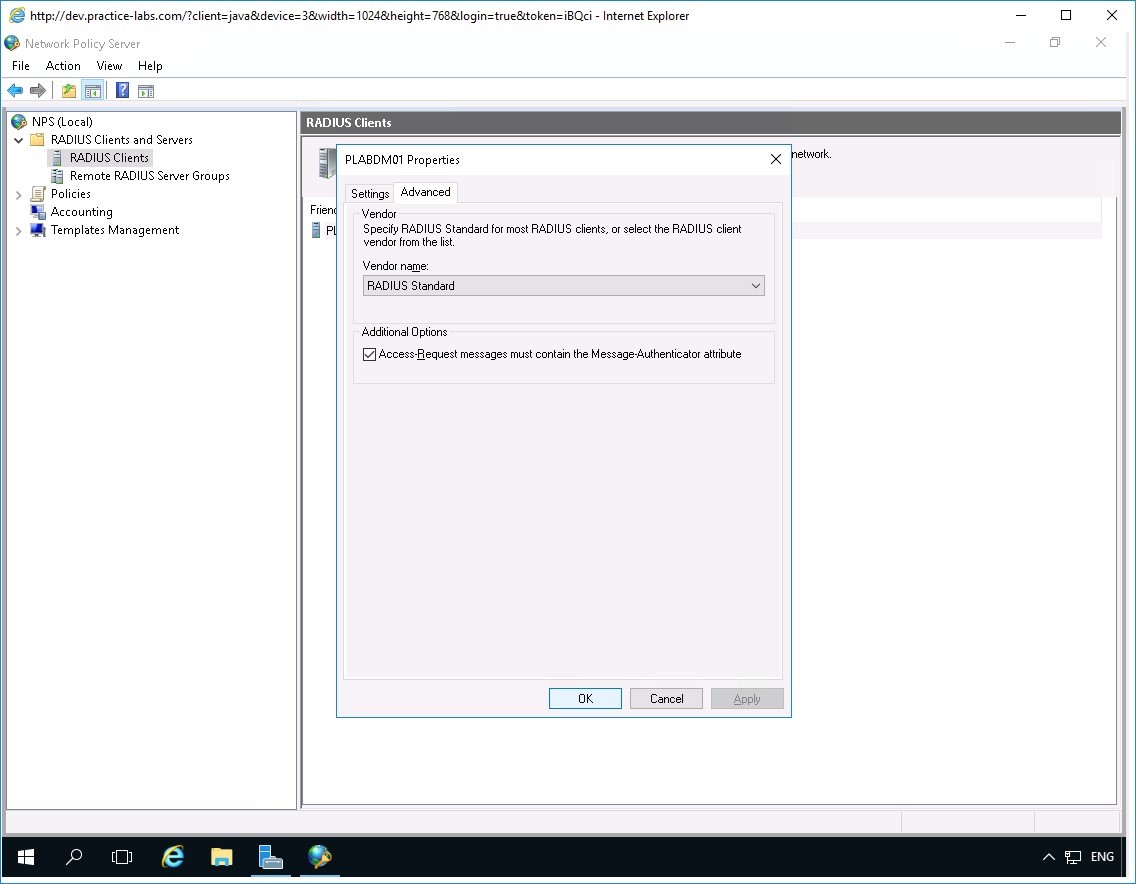 http://dev.practice-labs.com/?client=java&device=3&width=1024&height=768&login=true&token=iBQci - Internet Explorer
Network Policy Server
File Action View Help
NPS (Local)
RADIUS Clients and Servers
RADIUS Clients
Remote RADIUS Server Groups
Policies
Accounting
Templates Management
RADIUS Clients
network.
Friend
PL
PLABDM01 Properties
Settings Advanced
Vendor
Specify RADIUS Standard for most RADIUS clients, or select the RADIUS client
vendor from the list.
Vendor name:
RADIUS Standard
Additional Options
Access-Request messages must contain the Message-Authenticator attribute
OK Cancel Apply
ENG